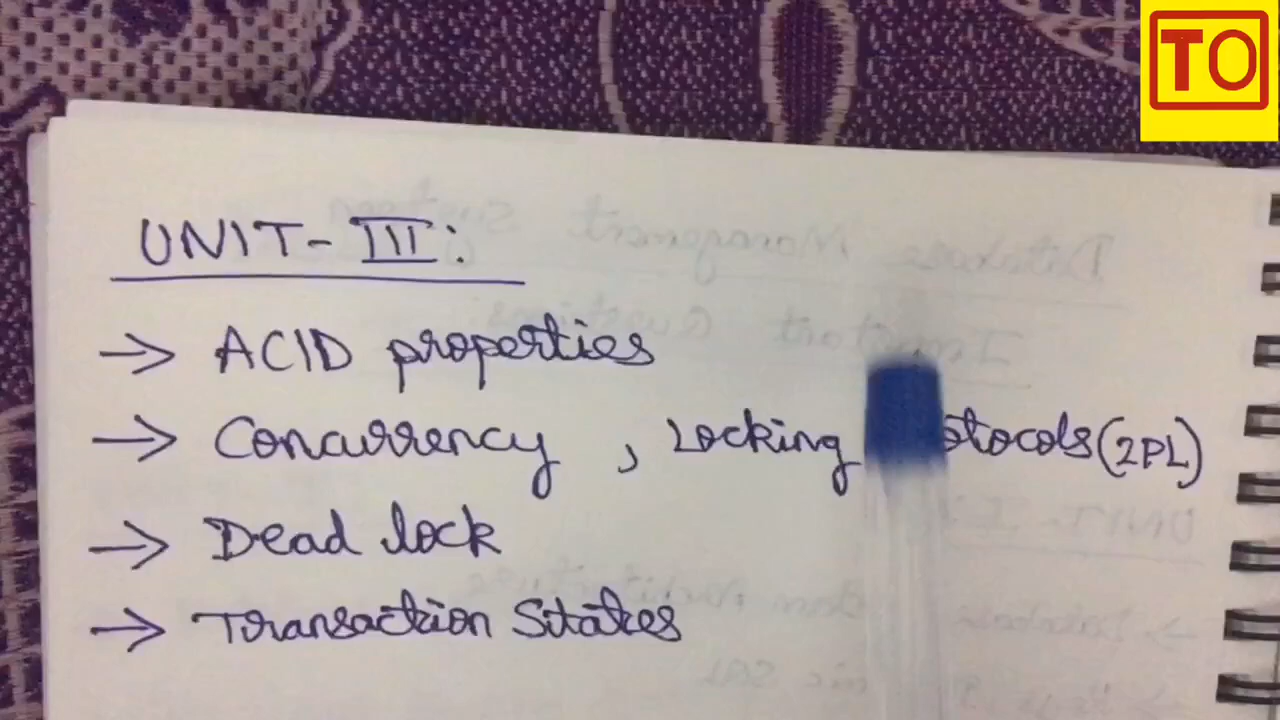 TO
UNIT-III:
→ ACID properties
→ Concurrency , Locking otocols (2PL)
→ Dead lock
→ Transaction States